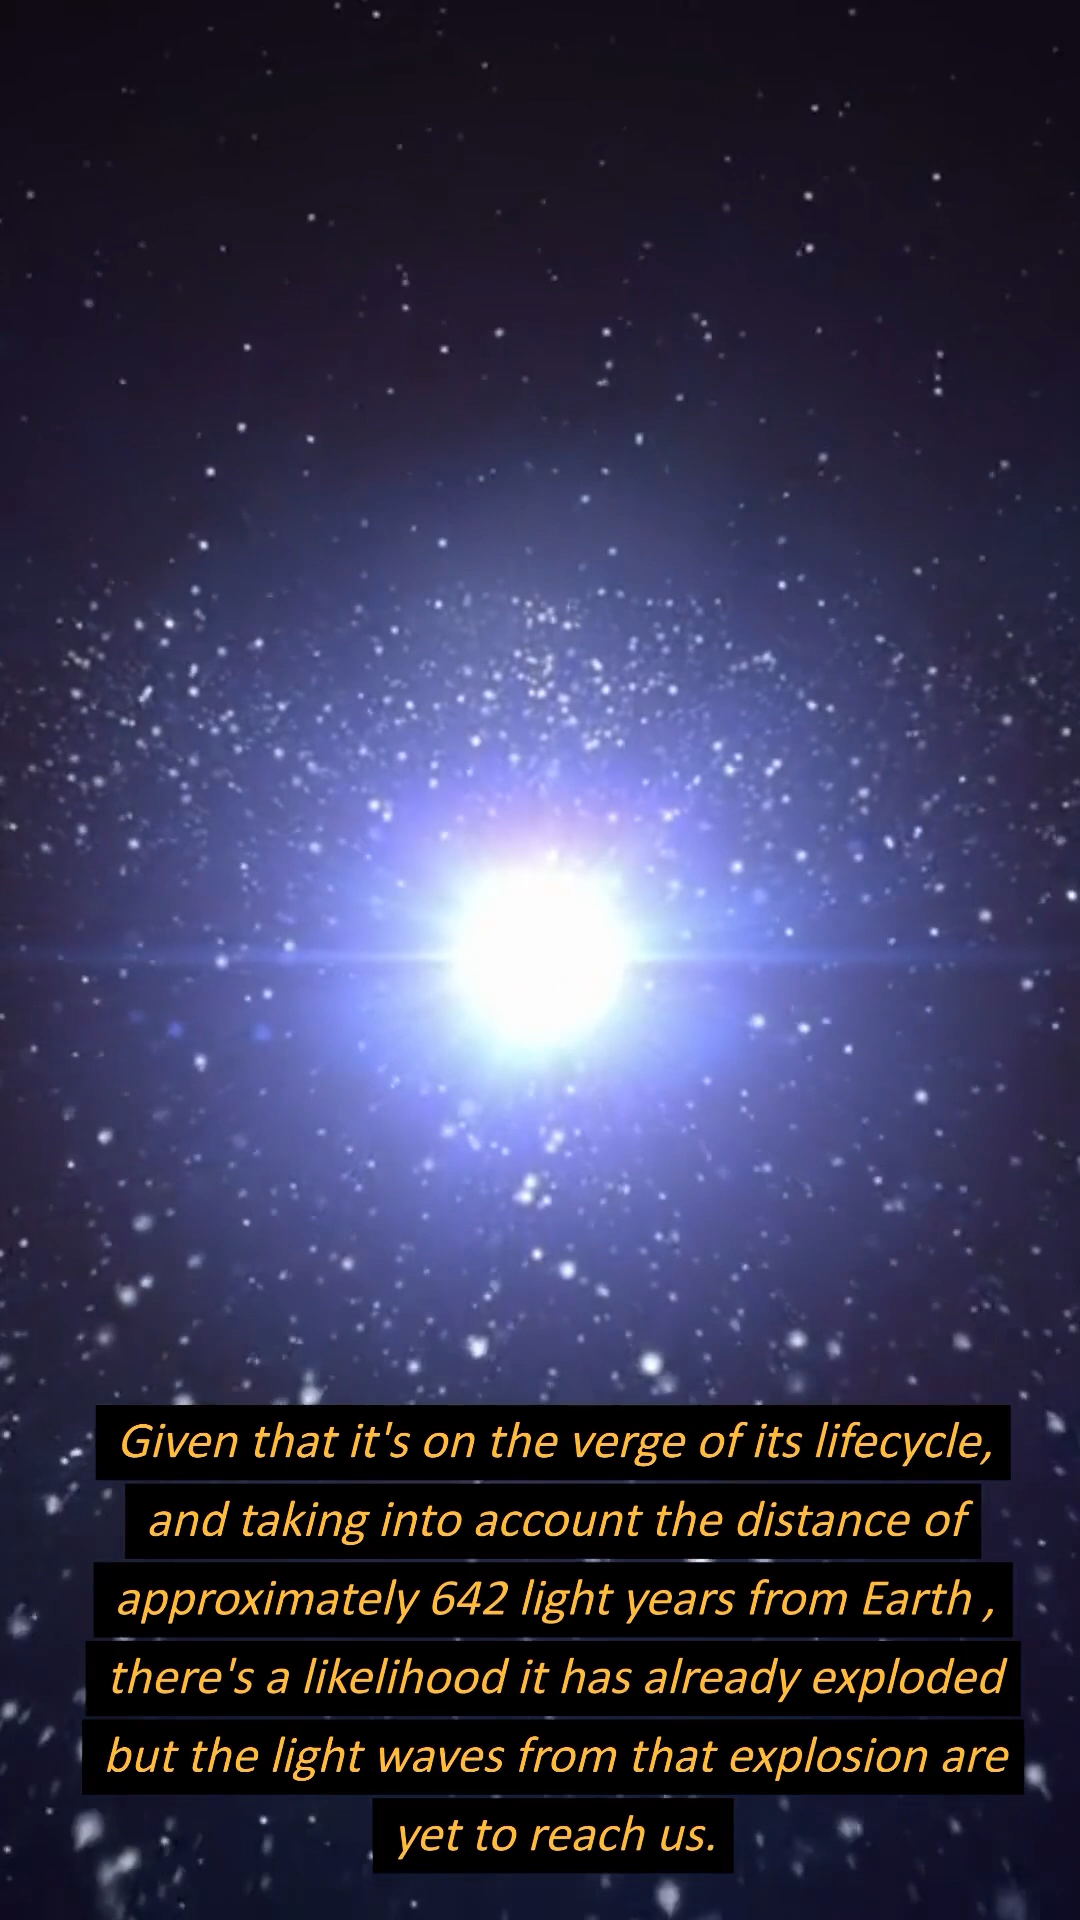 Given that it's on the verge of its lifecycle,
and taking into account the distance of
approximately 642 light years from Earth ,
there's a likelihood it has already exploded
but the light waves from that explosion are
yet to reach us.